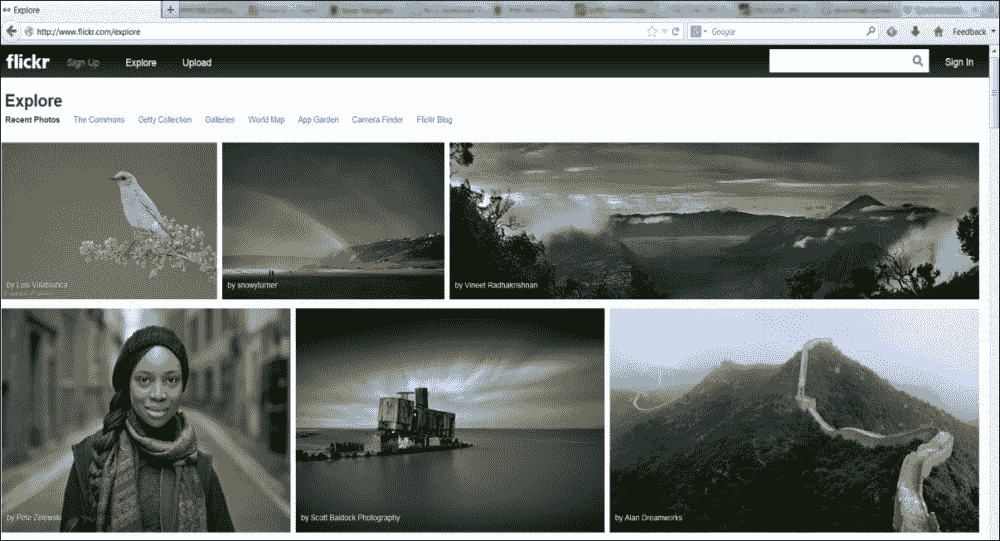 Explore
http://www.flickr.com/explore
Google
Feedback
flickr
Sign Up
Explore
Upload
Sign In
Explore
Recent Photos
The Commons
Getty Collection
Galleries
World Map
App Garden
Camera Finder
Flickr Blog
by Luis Villablanca
by snowyturner
by Vineet Radhakrishnan
by Pete Zelewski
by Scott Baldock Photography
by Alan Dreamworks